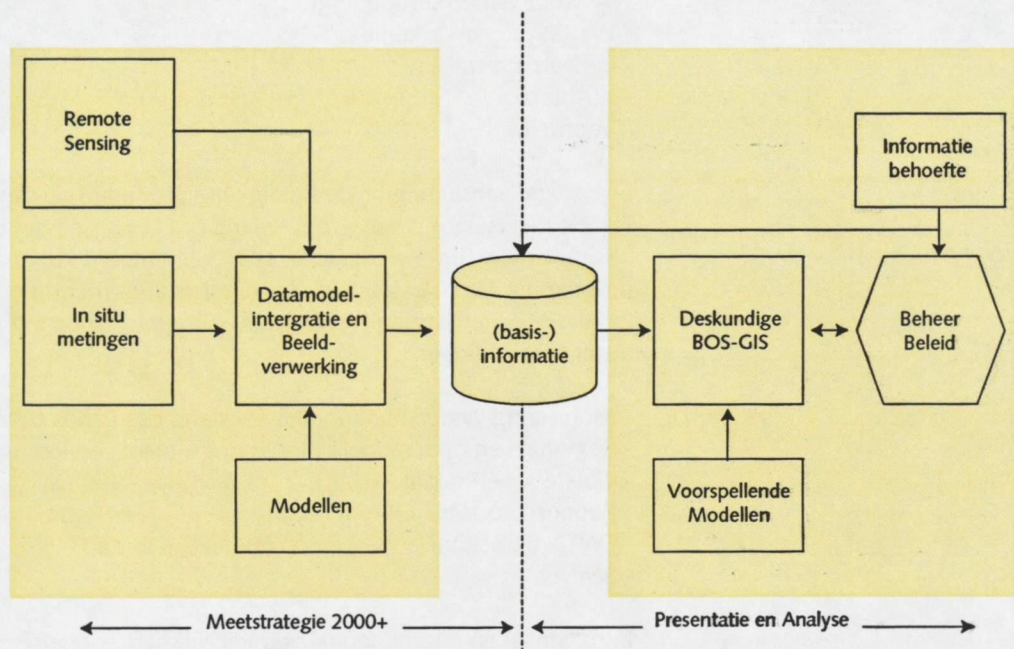 Remote
Sensing
Informatie
behoefte
In situ
metingen
Datamodel-
intergratie en
Beeld-
verwerking
(basis-)
informatie
Deskundige
BOS-GIS
Beheer
Beleid
Modellen
Voorspellende
Modellen
Meetstrategie 2000+
Presentatie en Analyse